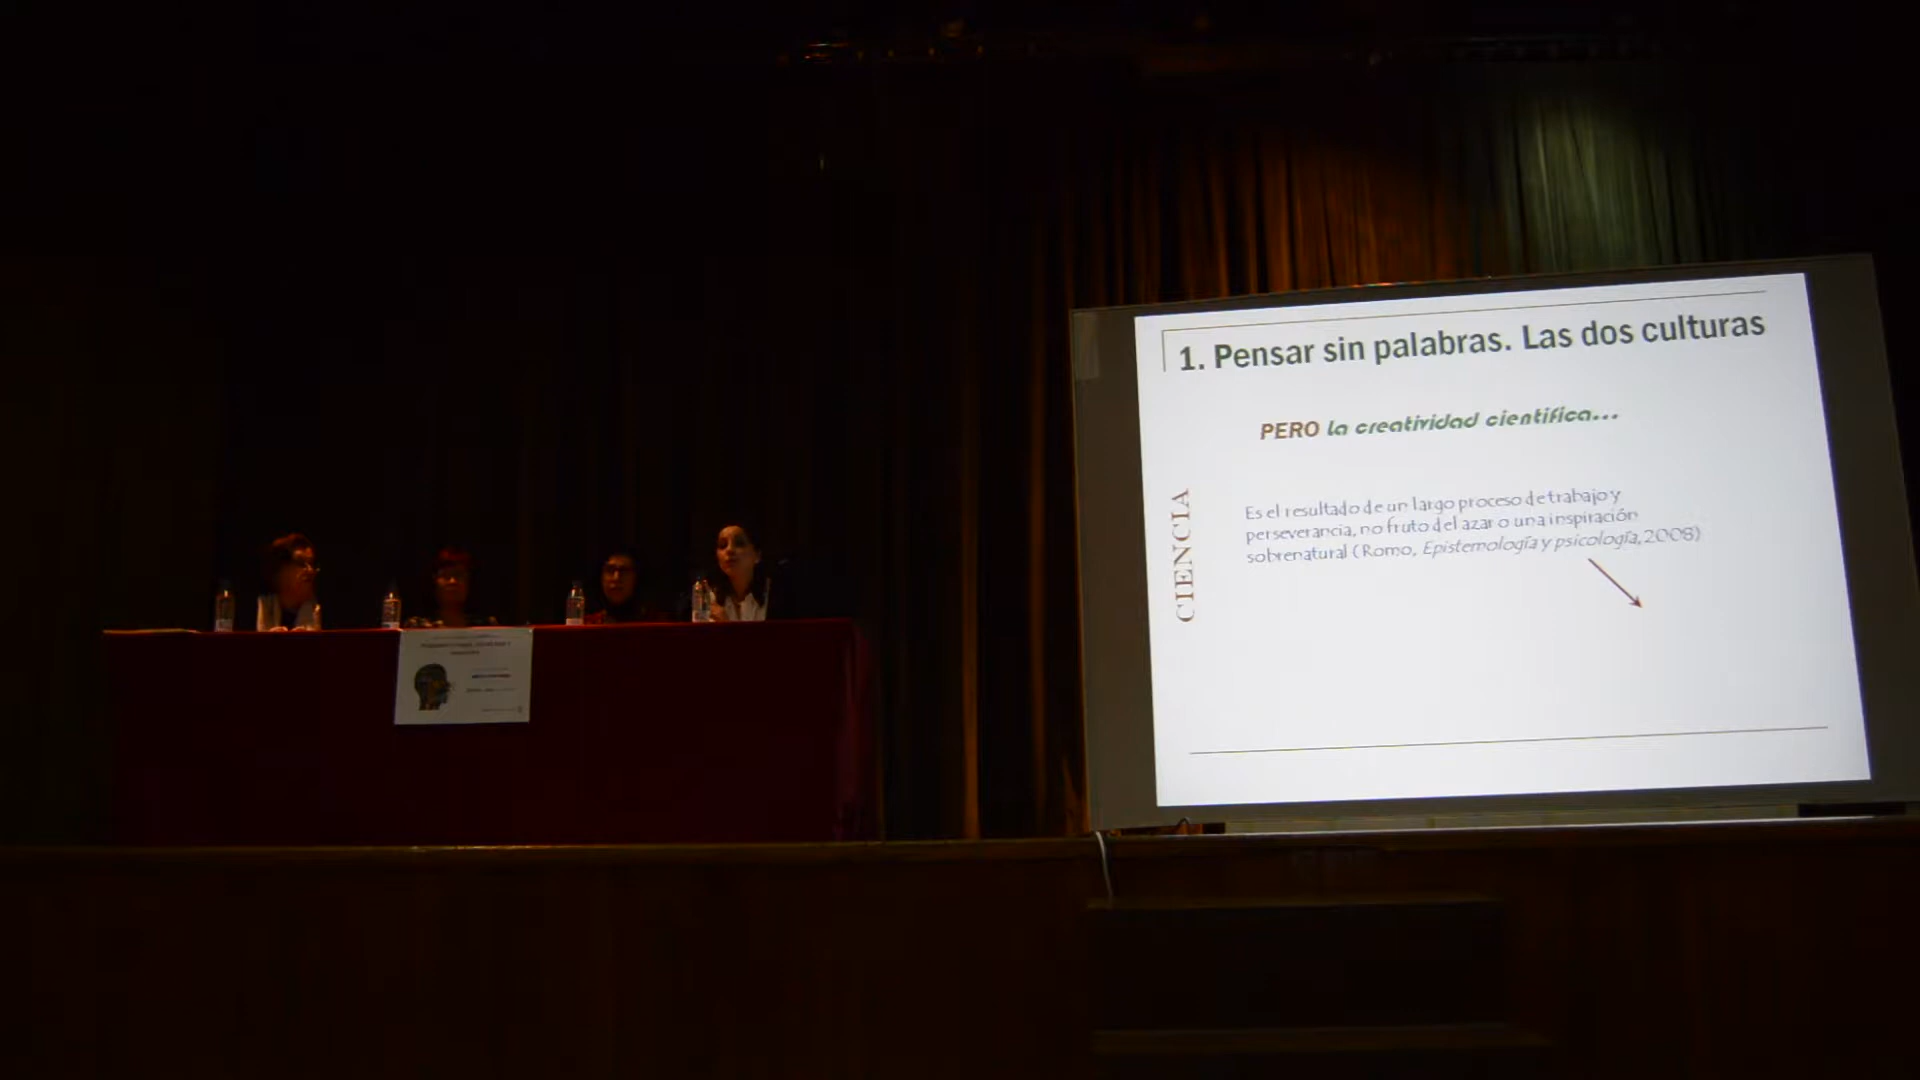 1. Pensar sin palabras. Las dos culturas
PERO la creatividad científica...
CIENCIA
Es el resultado de un largo proceso de trabajo y
perseverancia, no fruto del azar o una inspiración
sobrenatural (Romo, Epistemología y psicología, 2008)